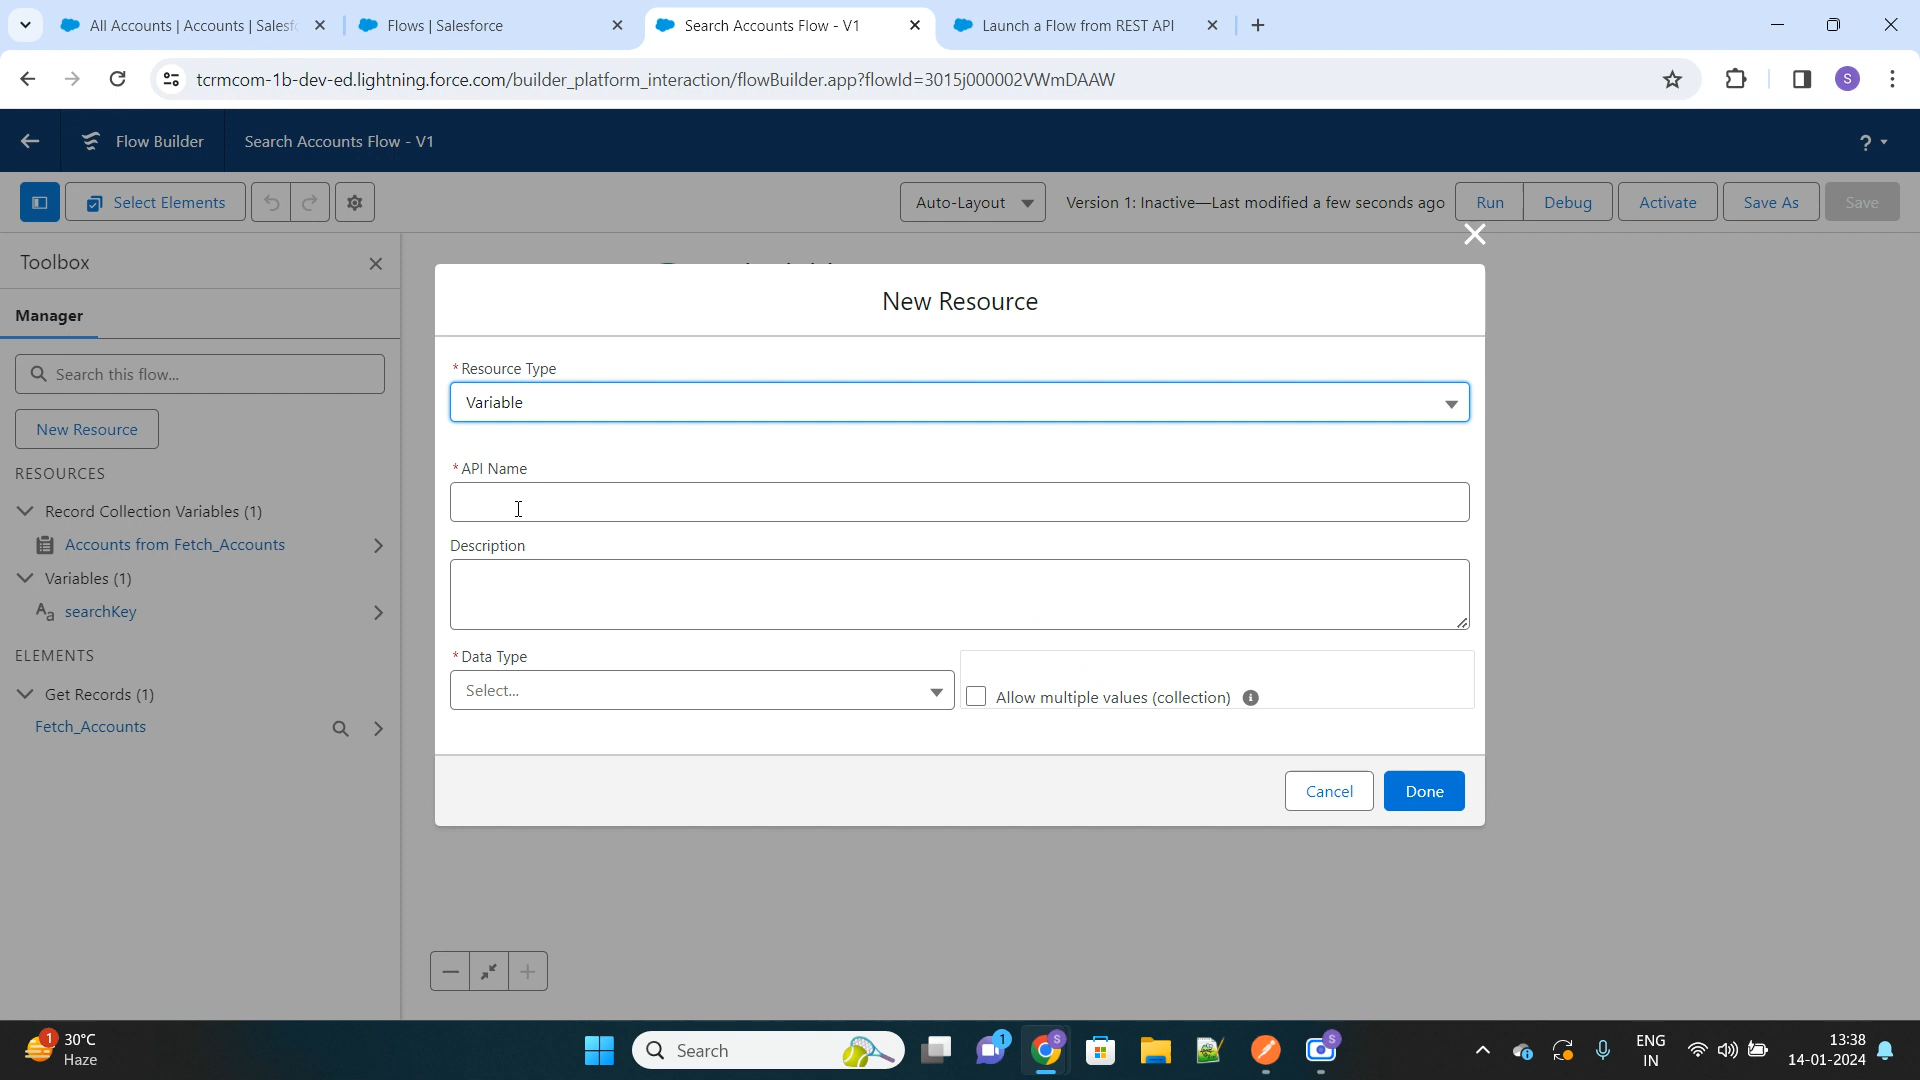 All Accounts | Accounts | Salesfo
Flows | Salesforce
Search Accounts Flow - V1
Launch a Flow from REST API
tcrmcom-1b-dev-ed.lightning.force.com/builder_platform_interaction/flowBuilder.app?flowId=3015j000002VWmDAAW
S
Flow Builder
Search Accounts Flow - V1
?
Select Elements
Auto-Layout
Version 1: Inactive—Last modified a few seconds ago
Run
Debug
Activate
Save As
Save
Toolbox
Manager
Search this flow...
New Resource
RESOURCES
Record Collection Variables (1)
Accounts from Fetch_Accounts
Variables (1)
Aa searchKey
ELEMENTS
Get Records (1)
Fetch_Accounts
New Resource
*Resource Type
Variable
*API Name
Description
*Data Type
Select...
Allow multiple values (collection)
Cancel
Done
1
30°C
Haze
Search
1
S
S
ENG
IN
13:38
14-01-2024